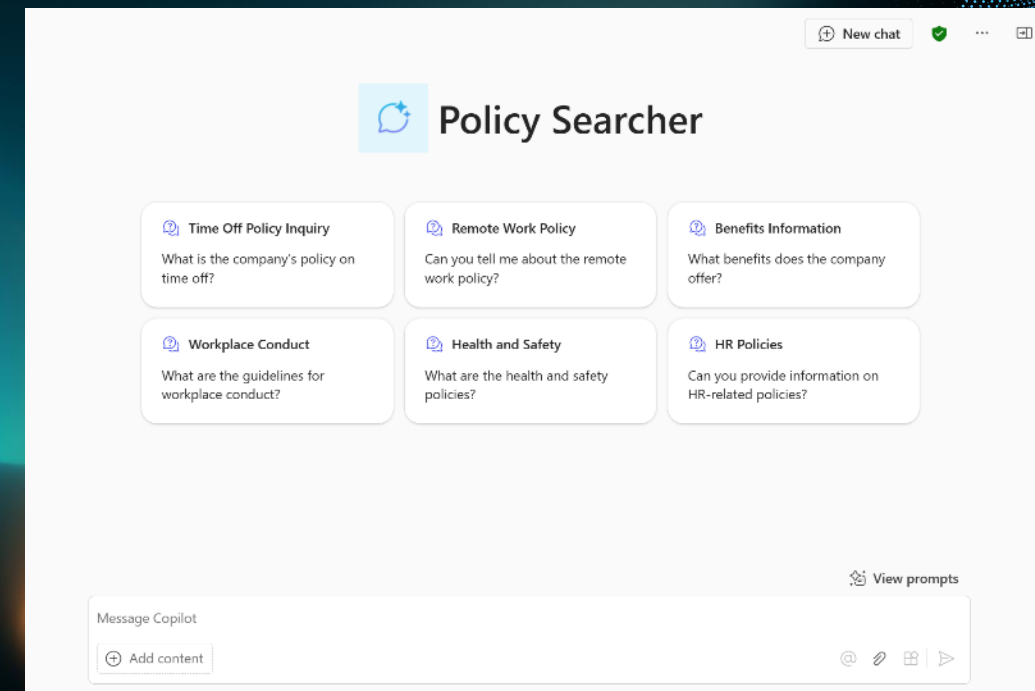 New chat
Policy Searcher
Time Off Policy Inquiry
What is the company's policy on
time off?
Remote Work Policy
Can you tell me about the remote
work policy?
Benefits Information
What benefits does the company
offer?
Workplace Conduct
What are the guidelines for
workplace conduct?
Health and Safety
What are the health and safety
policies?
HR Policies
Can you provide information on
HR-related policies?
View prompts
Message Copilot
Add content